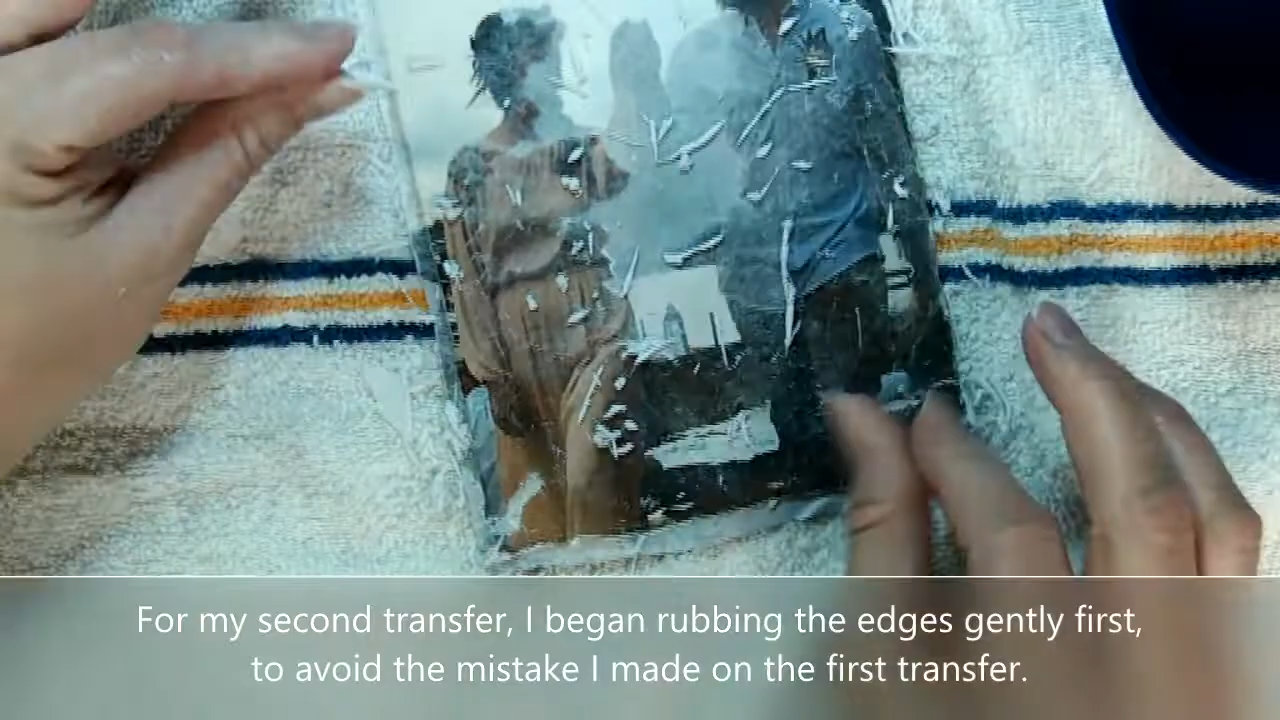 For my second transfer, I began rubbing the edges gently first,
to avoid the mistake I made on the first transfer.